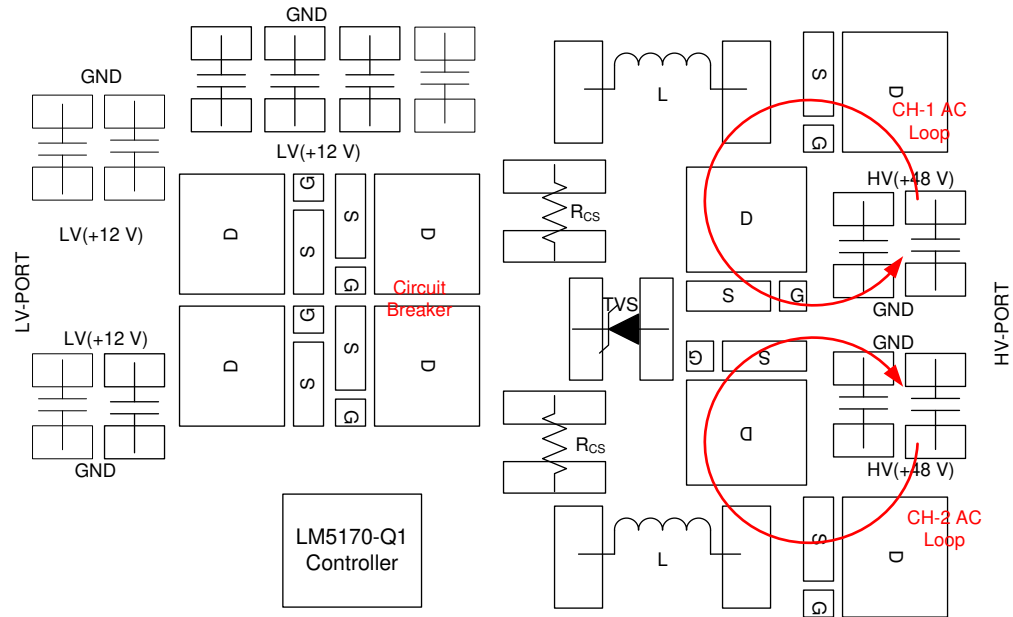 GND
GND
LV(+12 V)
LV(+12 V)
LV-PORT
LV(+12 V)
GND
D
G
S
S
G
D
Circuit
Breaker
D
G
S
S
G
D
LM5170-Q1
Controller
L
S
G
D
CH-1 AC
Loop
RCS
D
HV(+48 V)
S
G
GND
TVS
HV-PORT
GND
G
S
D
RCS
HV(+48 V)
L
S
G
D
CH-2 AC
Loop